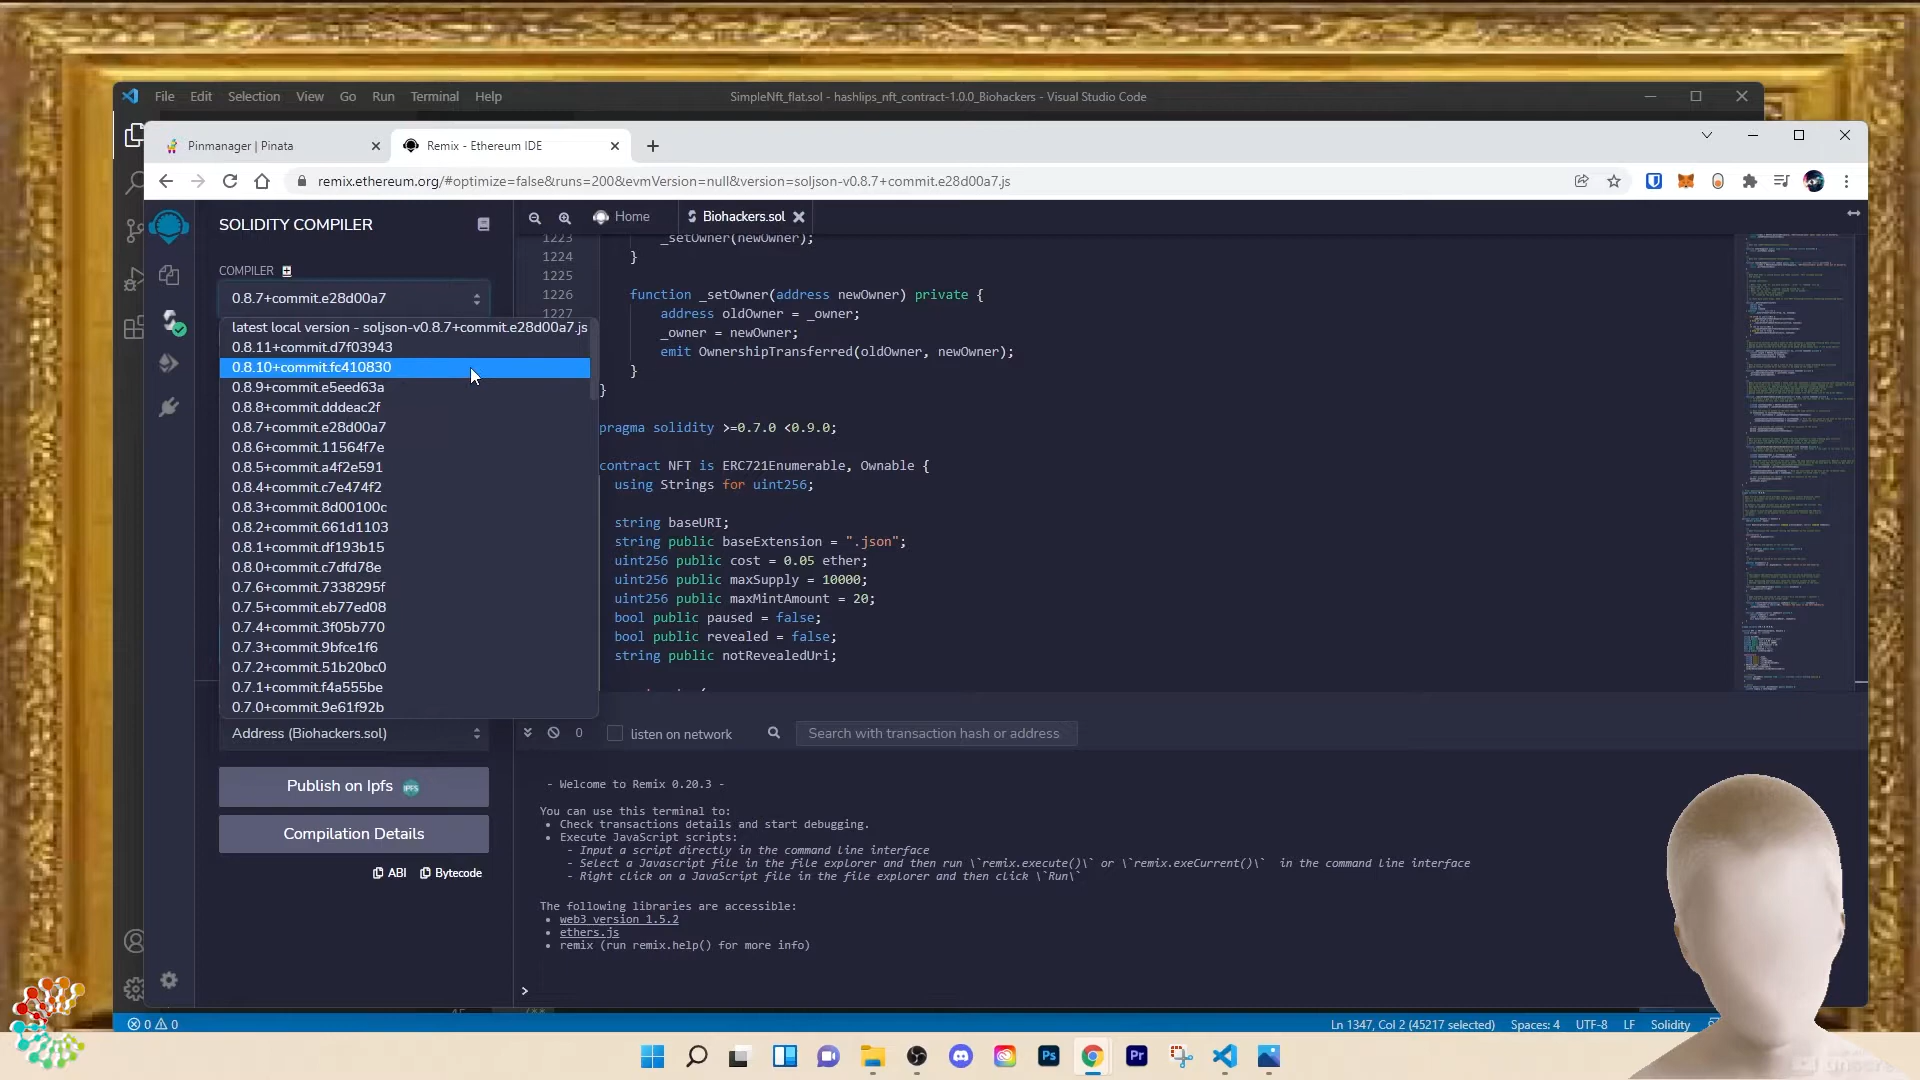 File Edit Selection View Go Run Terminal Help
SimpleNft_flat.sol - hashlips_nft_contract-1.0.0_Biohackers - Visual Studio Code
Pinmanager | Pinata
Remix - Ethereum IDE
remix.ethereum.org/#optimize=false&runs=200&evmVersion=null&version=soljson-v0.8.7+commit.e28d00a7.js
SOLIDITY COMPILER
COMPILER
0.8.7+commit.e28d00a7
latest local version - soljson-v0.8.7+commit.e28d00a7.js
0.8.11+commit.d7f03943
0.8.10+commit.fc410830
0.8.9+commit.e5eed63a
0.8.8+commit.dddeac2f
0.8.7+commit.e28d00a7
0.8.6+commit.11564f7e
0.8.5+commit.a4f2e591
0.8.4+commit.c7e474f2
0.8.3+commit.8d00100c
0.8.2+commit.661d1103
0.8.1+commit.df193b15
0.8.0+commit.c7dfd78e
0.7.6+commit.7338295f
0.7.5+commit.eb77ed08
0.7.4+commit.3f05b770
0.7.3+commit.9bfce1f6
0.7.2+commit.51b20bc0
0.7.1+commit.f4a555be
0.7.0+commit.9e61f92b
Address (Biohackers.sol)
Publish on Ipfs IPFS
Compilation Details
ABI Bytecode
Home
Biohackers.sol
1223 _setOwner(newOwner);
1224 }
1225
1226 function _setOwner(address newOwner) private {
1227 address oldOwner = _owner;
_owner = newOwner;
emit OwnershipTransferred(oldOwner, newOwner);
}
}
pragma solidity >=0.7.0 <0.9.0;
contract NFT is ERC721Enumerable, Ownable {
using Strings for uint256;
string baseURI;
string public baseExtension = ".json";
uint256 public cost = 0.05 ether;
uint256 public maxSupply = 10000;
uint256 public maxMintAmount = 20;
bool public paused = false;
bool public revealed = false;
string public notRevealedUri;
0 listen on network
Search with transaction hash or address
- Welcome to Remix 0.20.3 -
You can use this terminal to:
• Check transactions details and start debugging.
• Execute JavaScript scripts:
- Input a script directly in the command line interface
- Select a Javascript file in the file explorer and then run \`remix.execute()\` or \`remix.exeCurrent()\` in the command line interface
- Right click on a JavaScript file in the file explorer and then click \`Run\`
The following libraries are accessible:
• web3 version 1.5.2
• ethers.js
• remix (run remix.help() for more info)
>
0 0
Ln 1347, Col 2 (45217 selected) Spaces: 4 UTF-8 LF Solidity
Ps
Pr